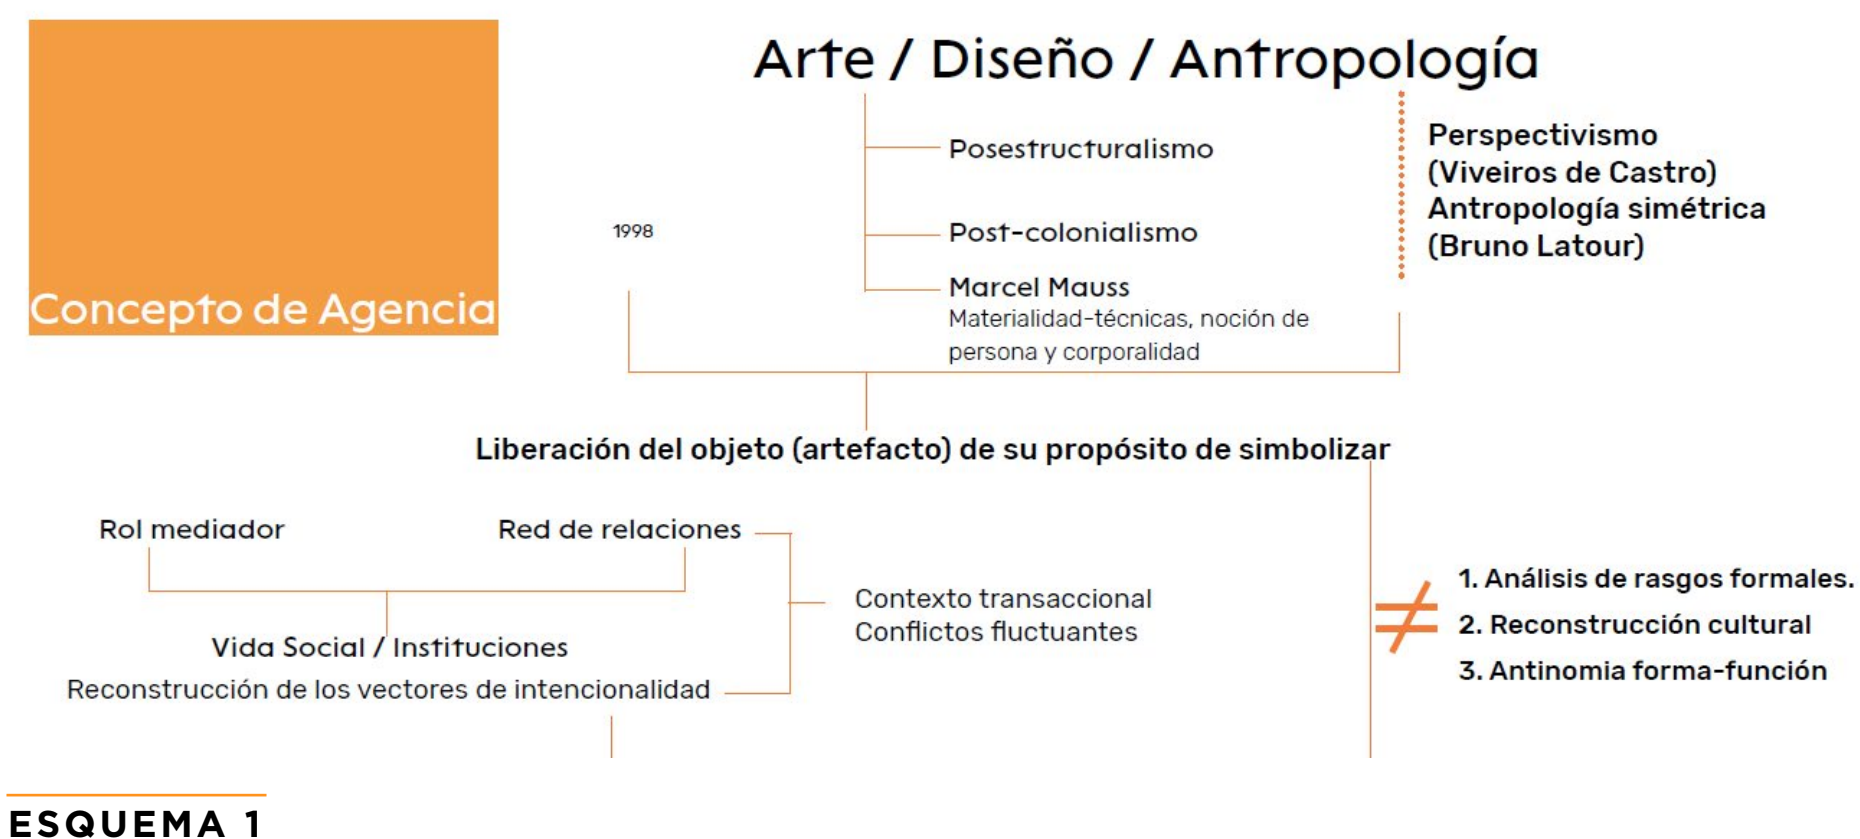 Arte / Diseño / Antropología
Concepto de Agencia
1998
Posestructuralismo
Post-colonialismo
Marcel Mauss
Materialidad-técnicas, noción de
persona y corporalidad
Perspectivismo
(Viveiros de Castro)
Antropología simétrica
(Bruno Latour)
Liberación del objeto (artefacto) de su propósito de simbolizar
Rol mediador
Red de relaciones
Vida Social / Instituciones
Reconstrucción de los vectores de intencionalidad
Contexto transaccional
Conflictos fluctuantes
≠
1. Análisis de rasgos formales.
2. Reconstrucción cultural
3. Antinomia forma-función
ESQUEMA 1